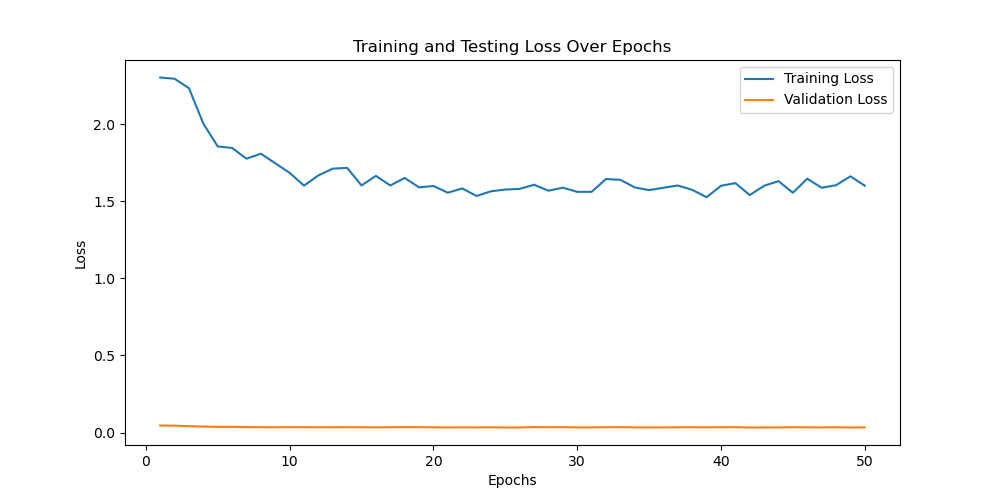 Training and Testing Loss Over Epochs
Training Loss
Validation Loss
2.0
1.5
1.0
0.5
0.0
Loss
0 10 20 30 40 50
Epochs